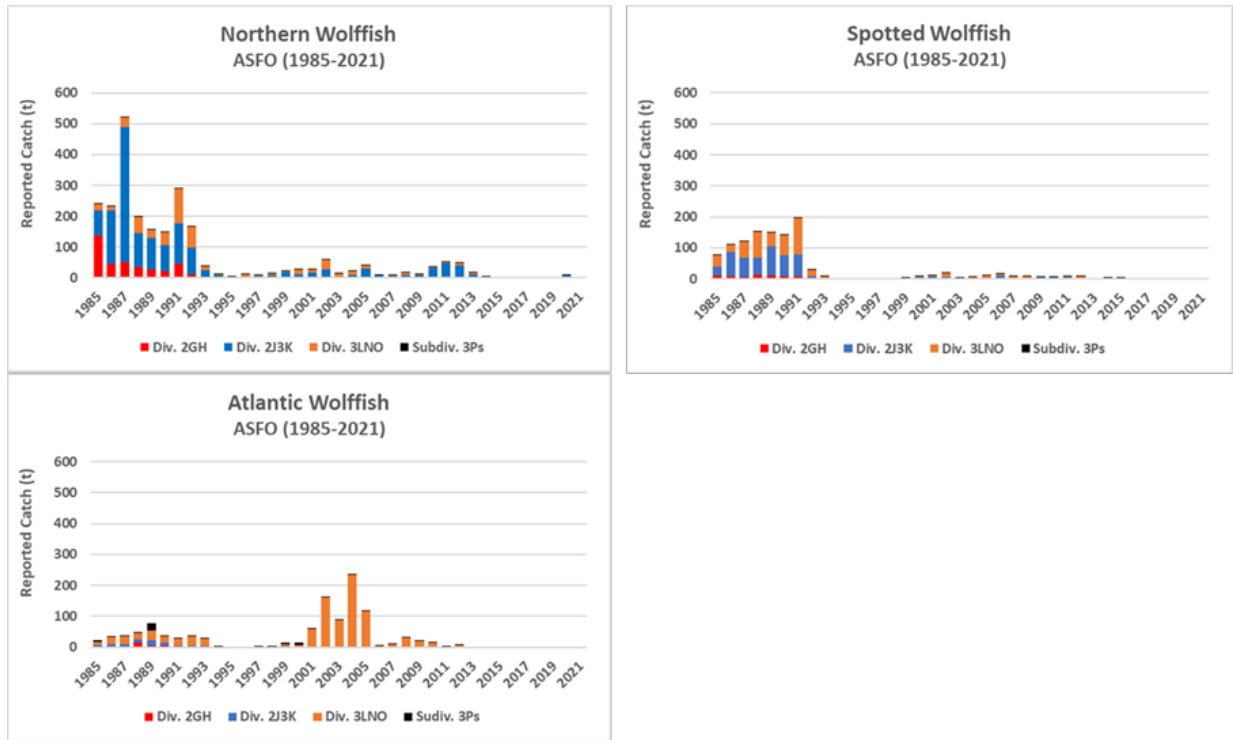 Northern Wolffish
ASFO (1985-2021)
Reported Catch (t)
600
500
400
300
200
100
0
1985 1987 1989 1991 1993 1995 1997 1999 2001 2003 2005 2007 2009 2011 2013 2015 2017 2019 2021
Div. 2GH Div. 2J3K Div. 3LNO Subdiv. 3Ps
Spotted Wolffish
ASFO (1985-2021)
Reported Catch (t)
600
500
400
300
200
100
0
1985 1987 1989 1991 1993 1995 1997 1999 2001 2003 2005 2007 2009 2011 2013 2015 2017 2019 2021
Div. 2GH Div. 2J3K Div. 3LNO Subdiv. 3Ps
Atlantic Wolffish
ASFO (1985-2021)
Reported Catch (t)
600
500
400
300
200
100
0
1985 1987 1989 1991 1993 1995 1997 1999 2001 2003 2005 2007 2009 2011 2013 2015 2017 2019 2021
Div. 2GH Div. 2J3K Div. 3LNO Sudiv. 3Ps